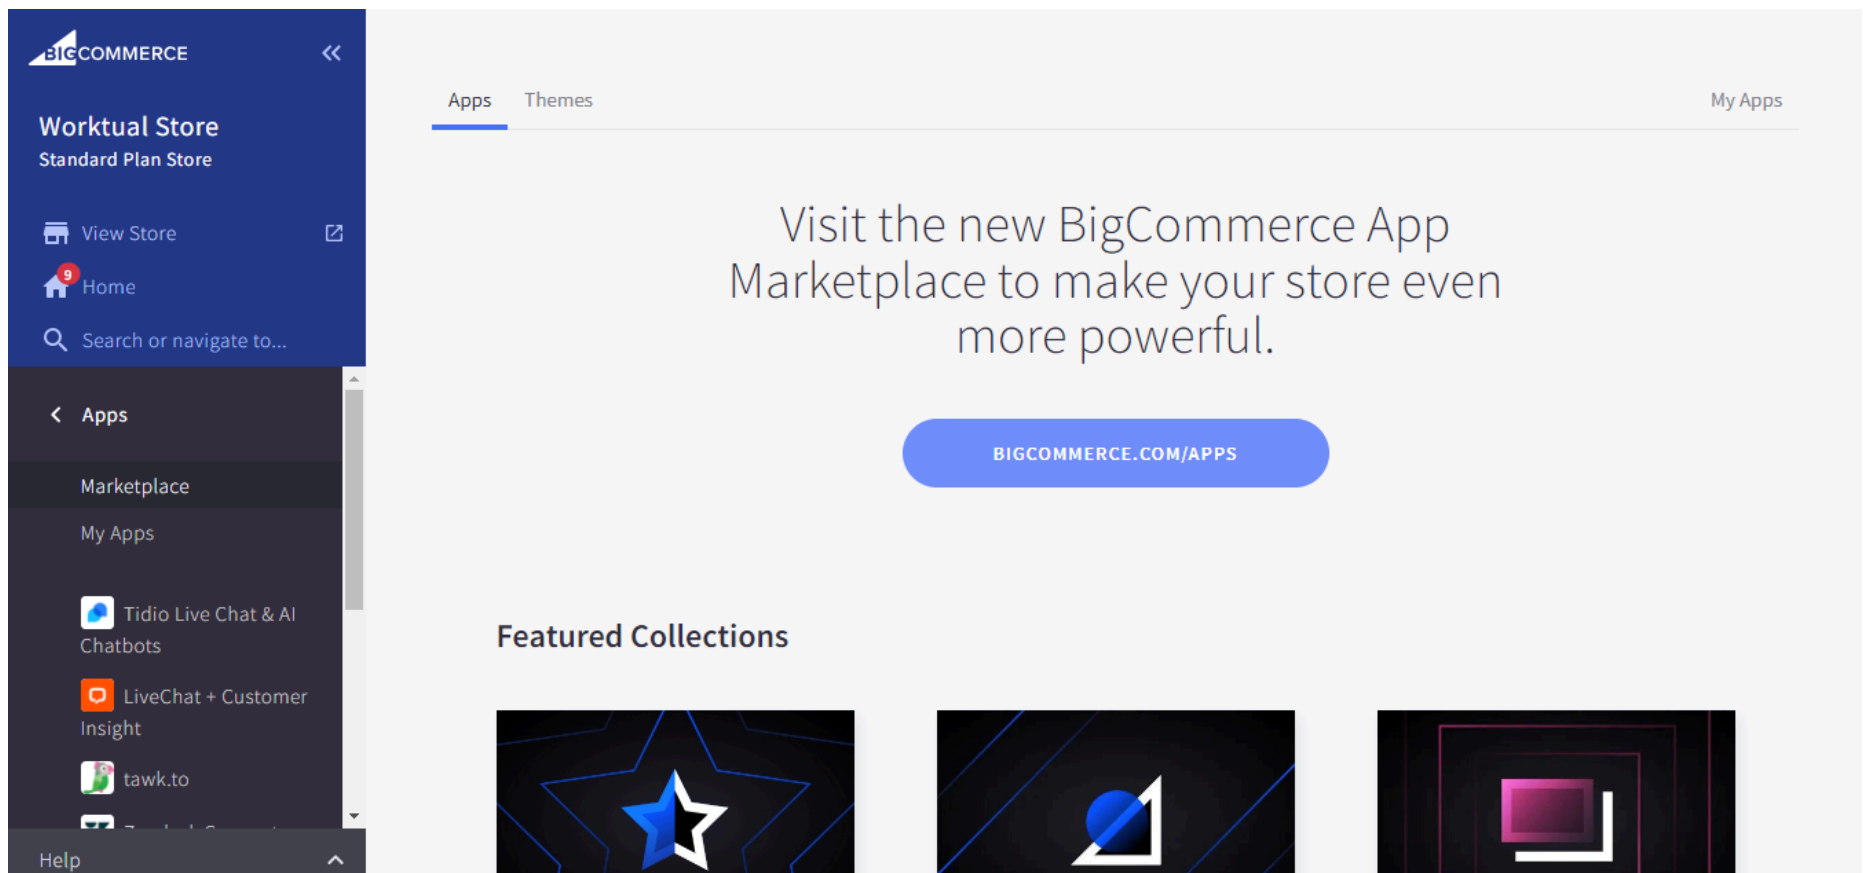 BIGCOMMERCE
Worktual Store
Standard Plan Store
View Store
9
Home
Search or navigate to...
Apps
Marketplace
My Apps
Tidio Live Chat & AI
Chatbots
LiveChat + Customer
Insight
tawk.to
Help
Apps
Themes
My Apps
Visit the new BigCommerce App
Marketplace to make your store even
more powerful.
BIGCOMMERCE.COM/APPS
Featured Collections